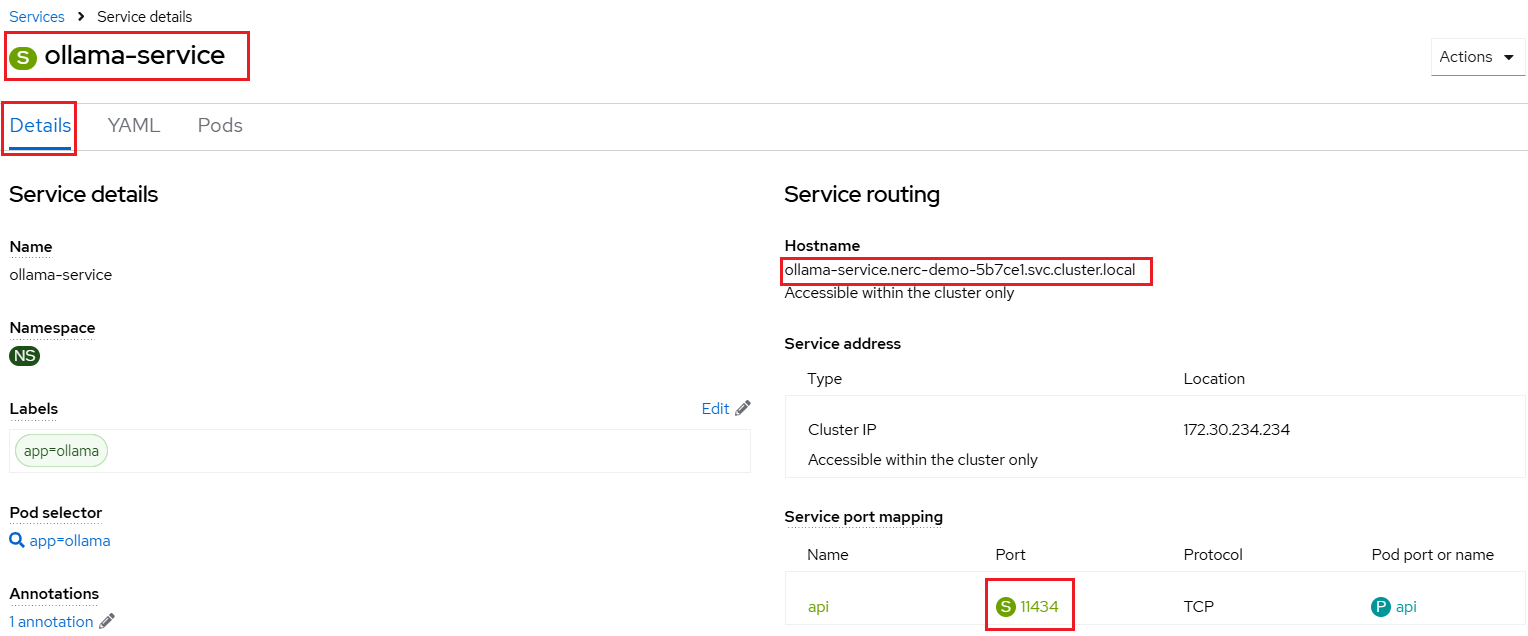 Services > Service details
S ollama-service
Actions
Details YAML Pods
Service details
Name
ollama-service
Namespace
NS
Labels Edit
app=ollama
Pod selector
app=ollama
Annotations
1 annotation
Service routing
Hostname
ollama-service.nerc-demo-5b7ce1.svc.cluster.local
Accessible within the cluster only
Service address
Type Location
Cluster IP 172.30.234.234
Accessible within the cluster only
Service port mapping
Name Port Protocol Pod port or name
api S 11434 TCP P api